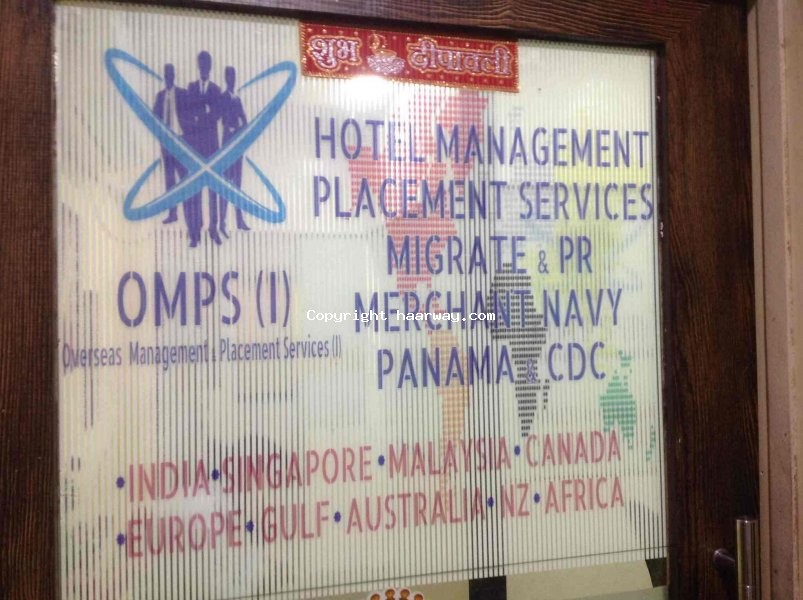 शुभ दीपावली
HOTEL MANAGEMENT
PLACEMENT SERVICES
MIGRATE & PR
MERCHANT NAVY
PANAMA & CDC
OMPS (I)
Overseas Management & Placement Services (I)
Copyright haarway.com
•INDIA•SINGAPORE•MALAYSIA•CANADA
•EUROPE•GULF•AUSTRALIA•NZ•AFRICA